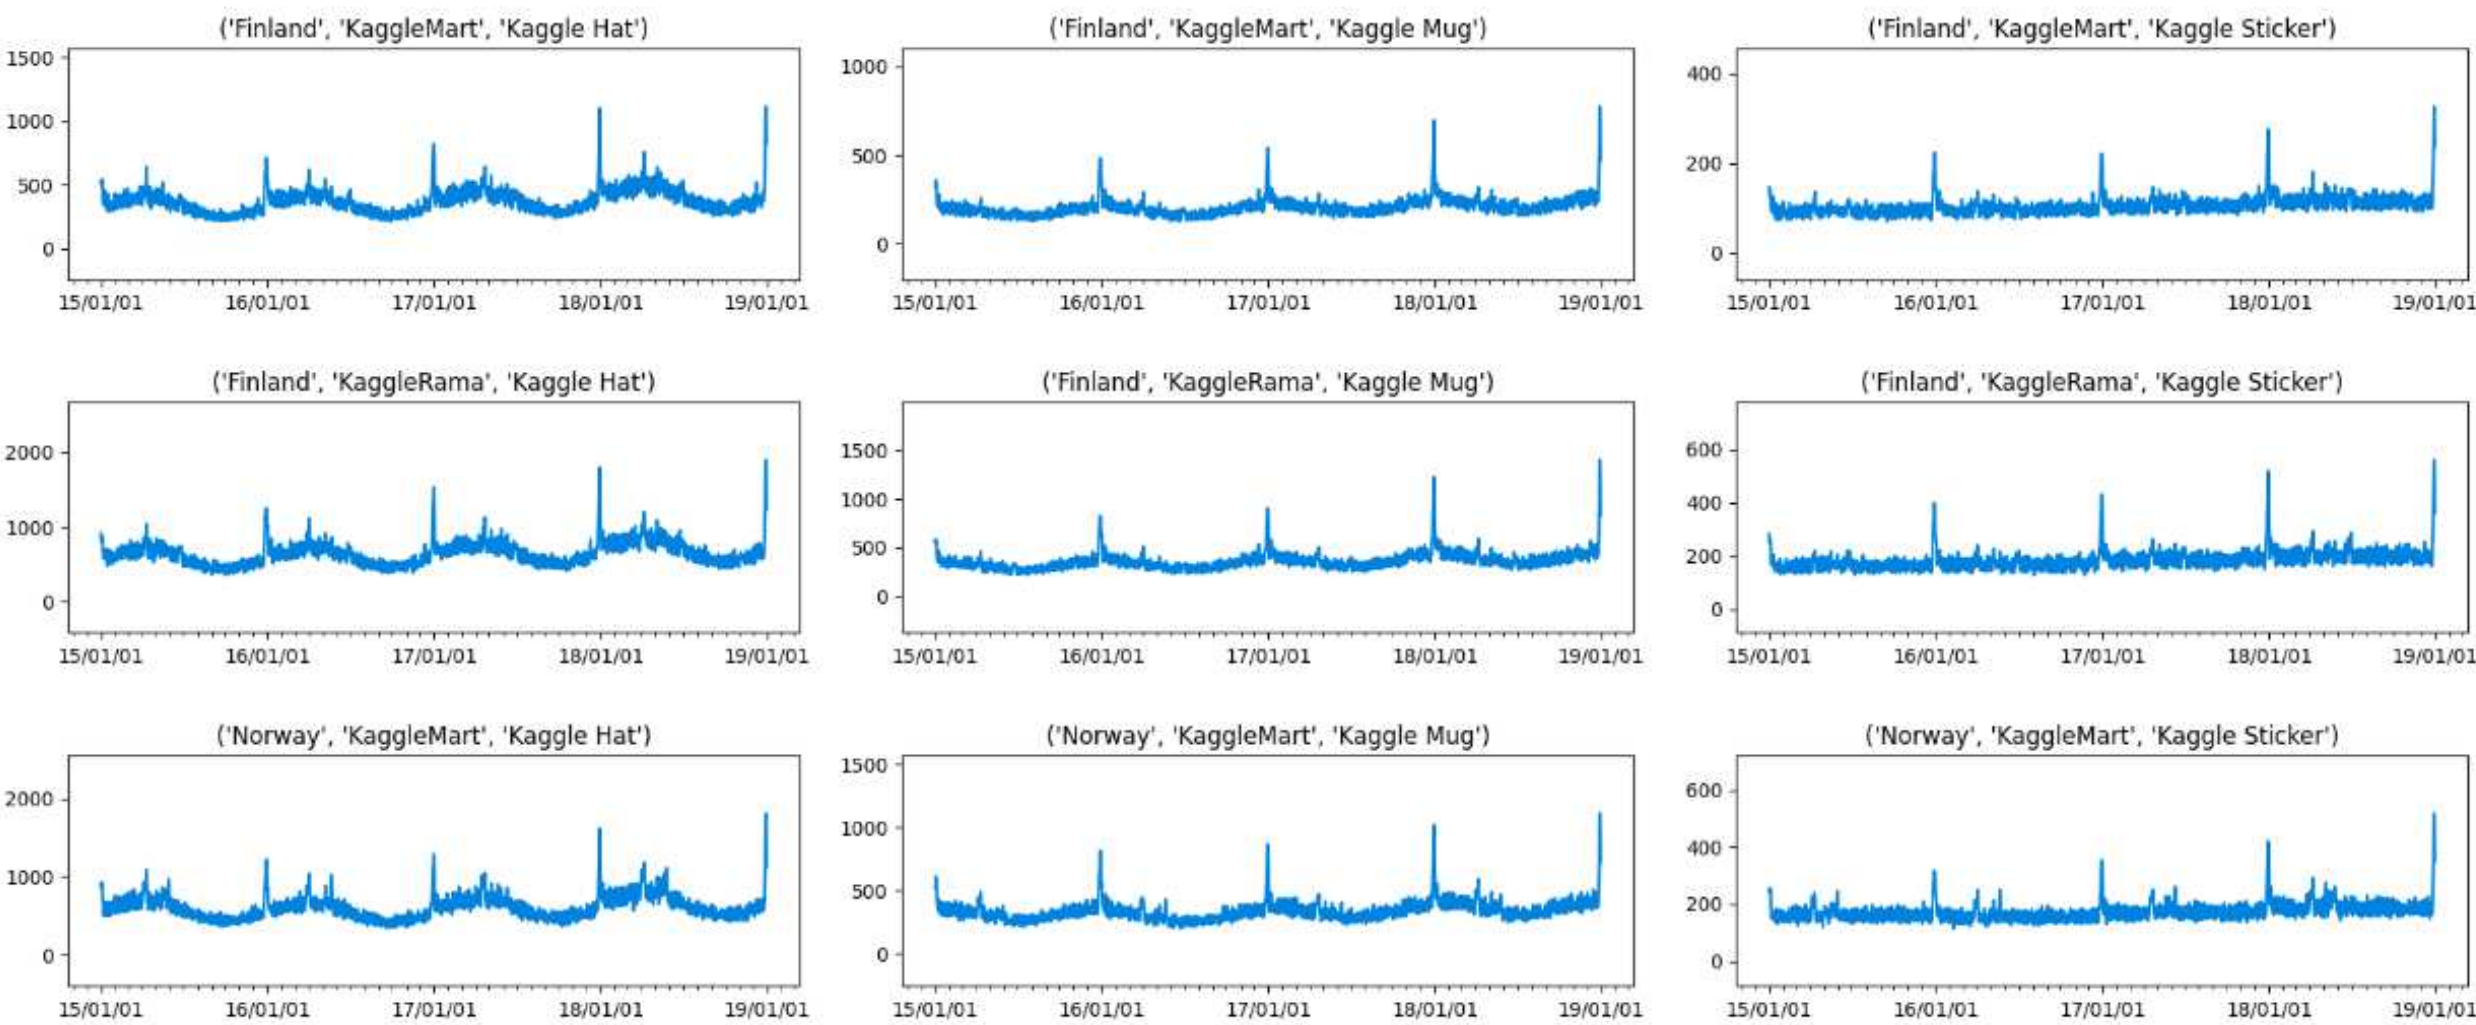 ('Finland', 'KaggleMart', 'Kaggle Hat')
1500
1000
500
0
15/01/01 16/01/01 17/01/01 18/01/01 19/01/01
('Finland', 'KaggleMart', 'Kaggle Mug')
1000
500
0
15/01/01 16/01/01 17/01/01 18/01/01 19/01/01
('Finland', 'KaggleMart', 'Kaggle Sticker')
400
200
0
15/01/01 16/01/01 17/01/01 18/01/01 19/01/01
('Finland', 'KaggleRama', 'Kaggle Hat')
2000
1000
0
15/01/01 16/01/01 17/01/01 18/01/01 19/01/01
('Finland', 'KaggleRama', 'Kaggle Mug')
1500
1000
500
0
15/01/01 16/01/01 17/01/01 18/01/01 19/01/01
('Finland', 'KaggleRama', 'Kaggle Sticker')
600
400
200
0
15/01/01 16/01/01 17/01/01 18/01/01 19/01/01
('Norway', 'KaggleMart', 'Kaggle Hat')
2000
1000
0
15/01/01 16/01/01 17/01/01 18/01/01 19/01/01
('Norway', 'KaggleMart', 'Kaggle Mug')
1500
1000
500
0
15/01/01 16/01/01 17/01/01 18/01/01 19/01/01
('Norway', 'KaggleMart', 'Kaggle Sticker')
600
400
200
0
15/01/01 16/01/01 17/01/01 18/01/01 19/01/01